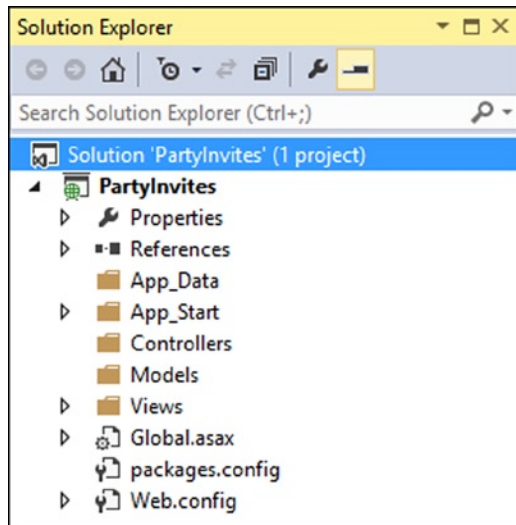 Solution Explorer
Search Solution Explorer (Ctrl+;)
Solution 'PartyInvites' (1 project)
PartyInvites
Properties
References
App_Data
App_Start
Controllers
Models
Views
Global.asax
packages.config
Web.config